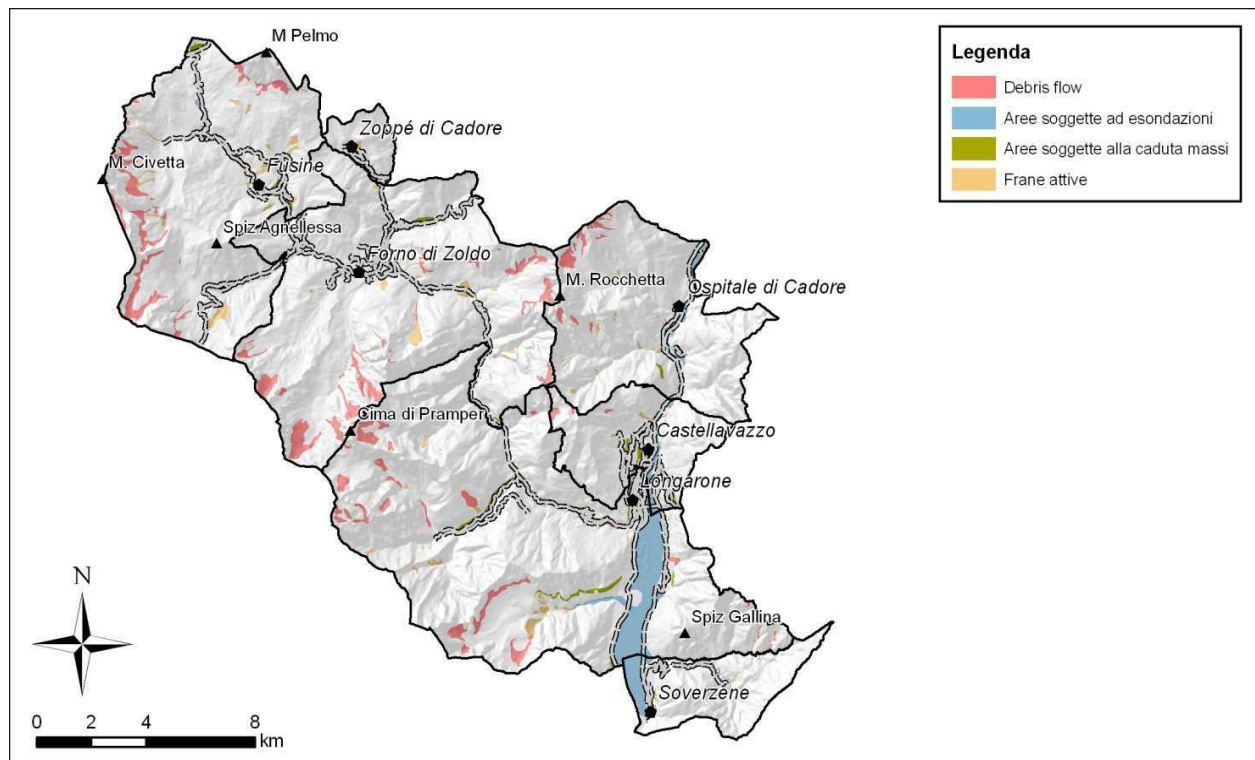 M Pelmo
Zoppé di Cadore
M. Civetta
Fusine
Spiz Agnellessa
Forno di Zoldo
M. Rocchetta
Ospitale di Cadore
Cima di Pramper
Castellavazzo
Longarone
Spiz Gallina
Soverzene
N
0 2 4 8
km
Legenda
Debris flow
Aree soggette ad esondazioni
Aree soggette alla caduta massi
Frane attive